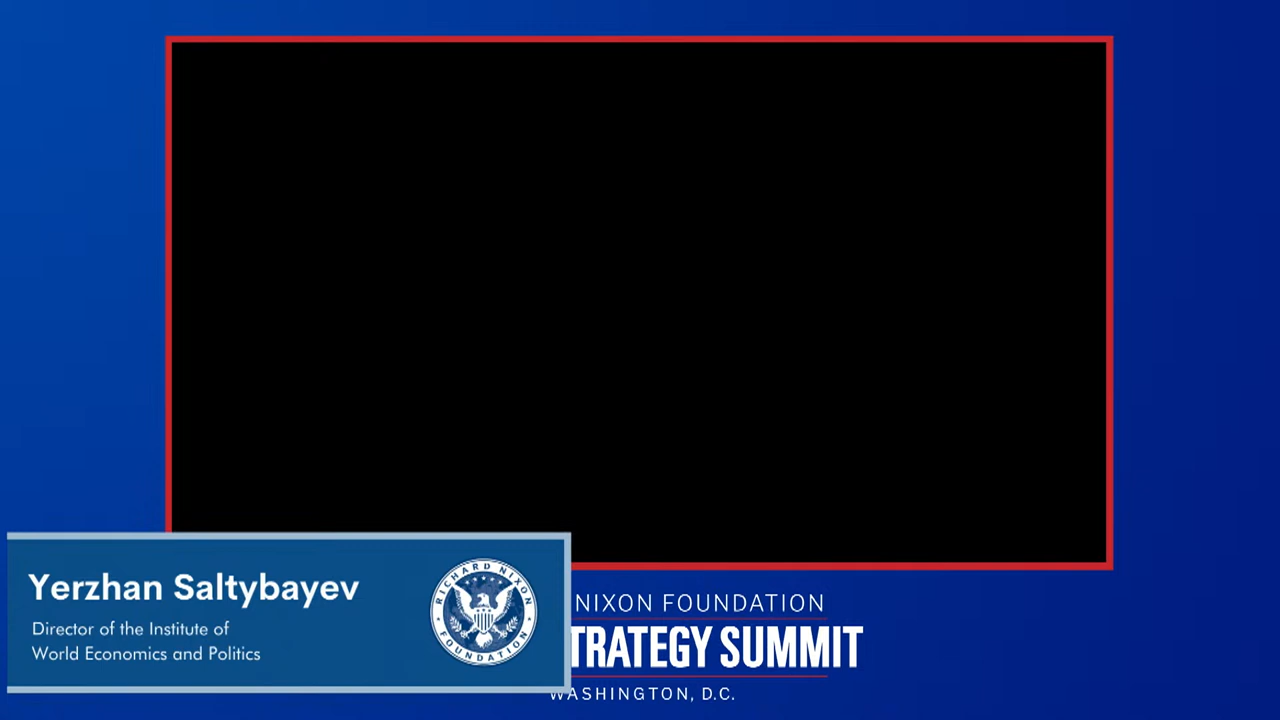 Yerzhan Saltybayev
Director of the Institute of
World Economics and Politics
RICHARD NIXON
FOUNDATION
NIXON FOUNDATION
TRATEGY SUMMIT
WASHINGTON, D.C.